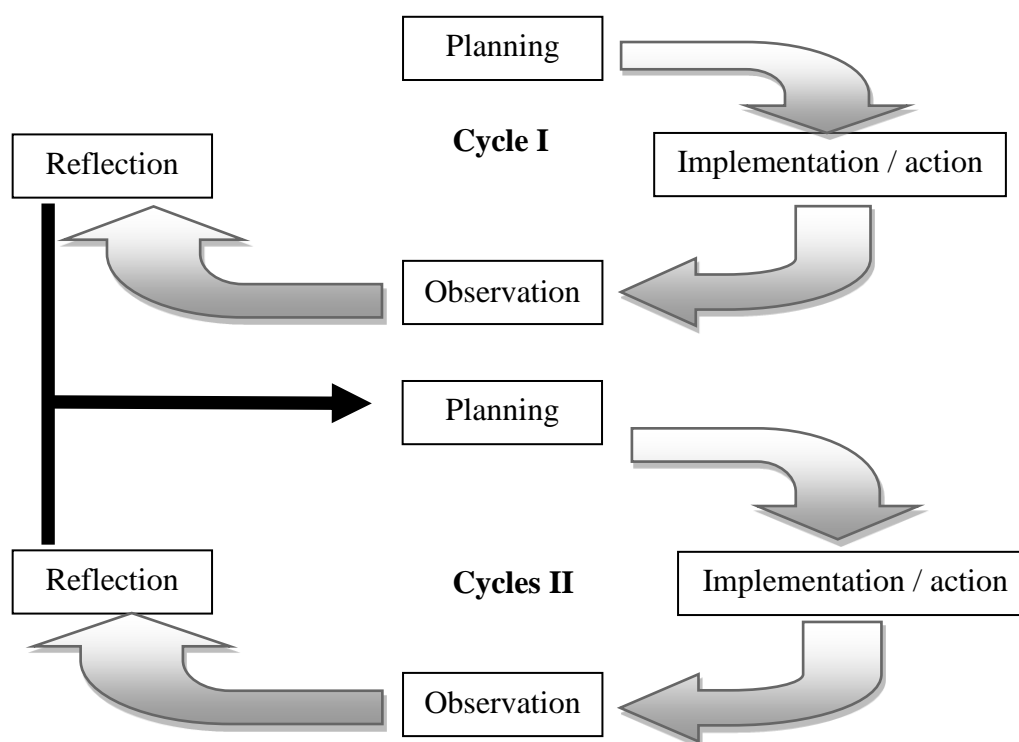 Planning
Cycle I
Reflection
Implementation / action
Observation
Planning
Reflection
Cycles II
Implementation / action
Observation